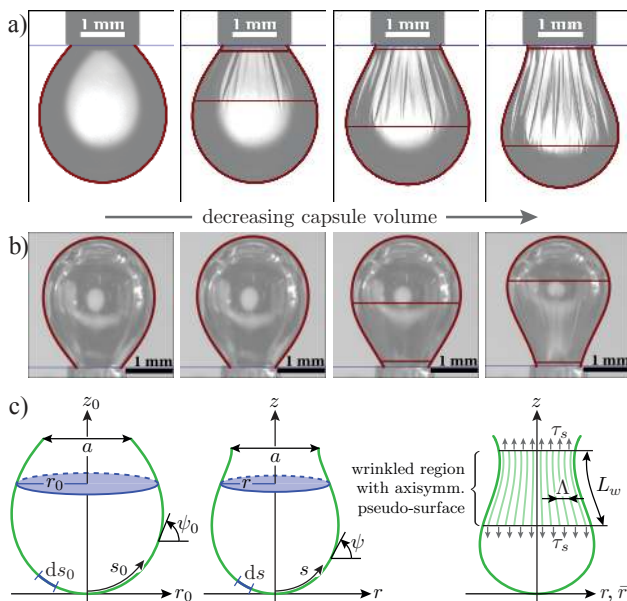 a)
1 mm
1 mm
1 mm
1 mm
decreasing capsule volume
b)
1 mm
1 mm
1 mm
1 mm
c)
z₀
a
r₀
ψ₀
ds₀
s₀
r₀
z
a
r
ψ
ds
s
r
z
τₛ
wrinkled region
with axisymm.
pseudo-surface
Λ
L_w
τₛ
r, r̄